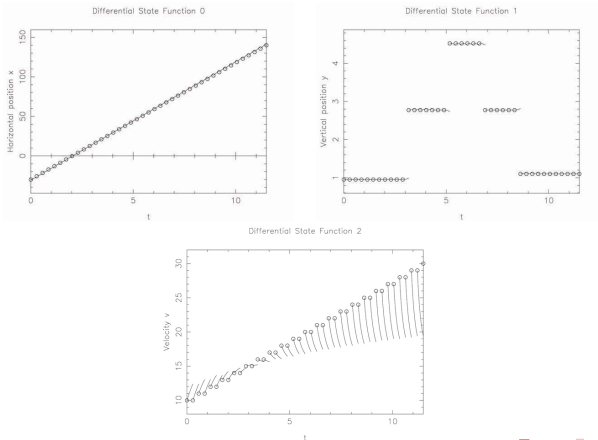 Differential State Function 0
Horizontal position x
150
100
50
0
0
5
10
t
Differential State Function 1
Vertical position y
4
3
2
1
0
5
10
t
Differential State Function 2
Velocity v
30
25
20
15
10
0
5
10
t